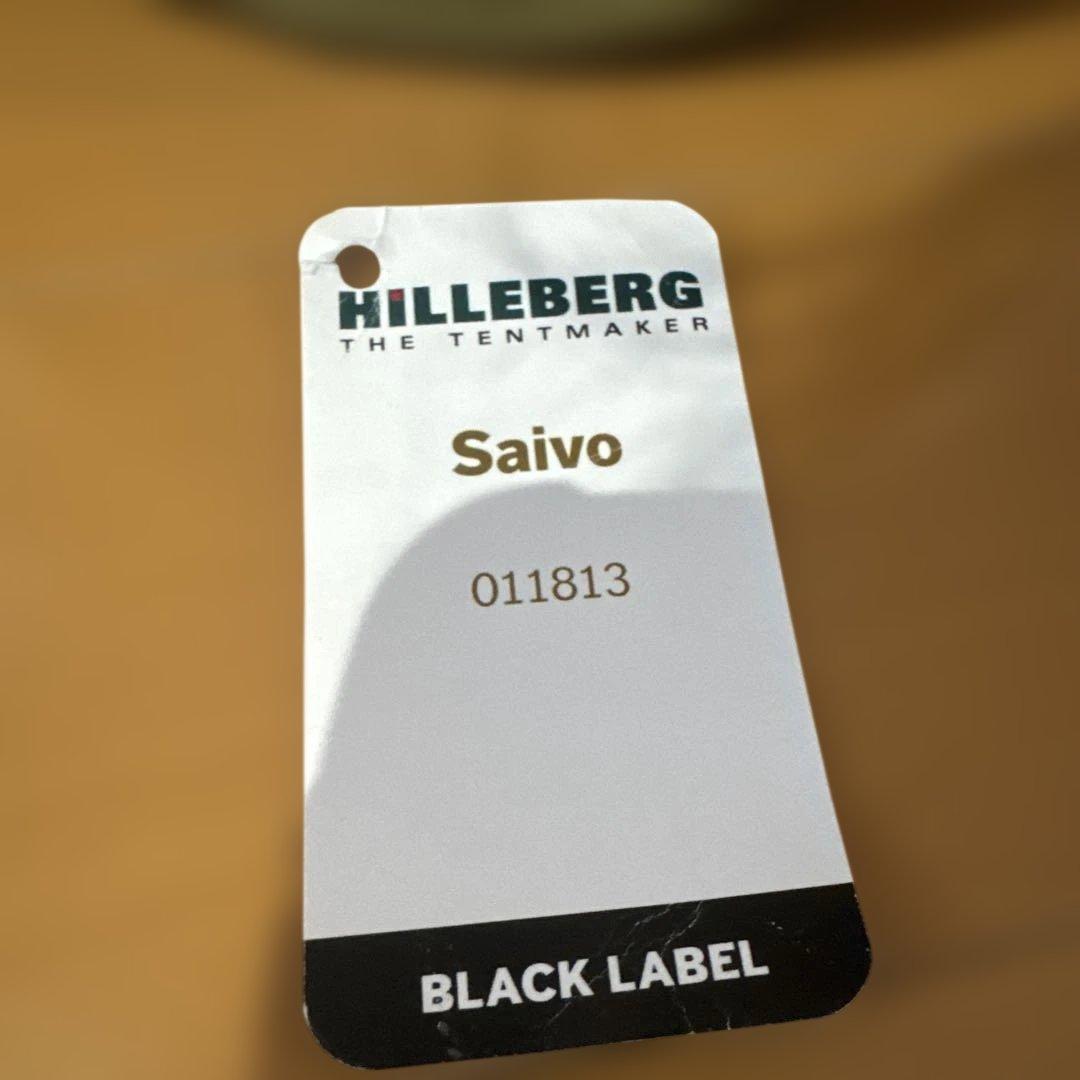 HILLEBERG
THE TENTMAKER
Saivo
011813
BLACK LABEL